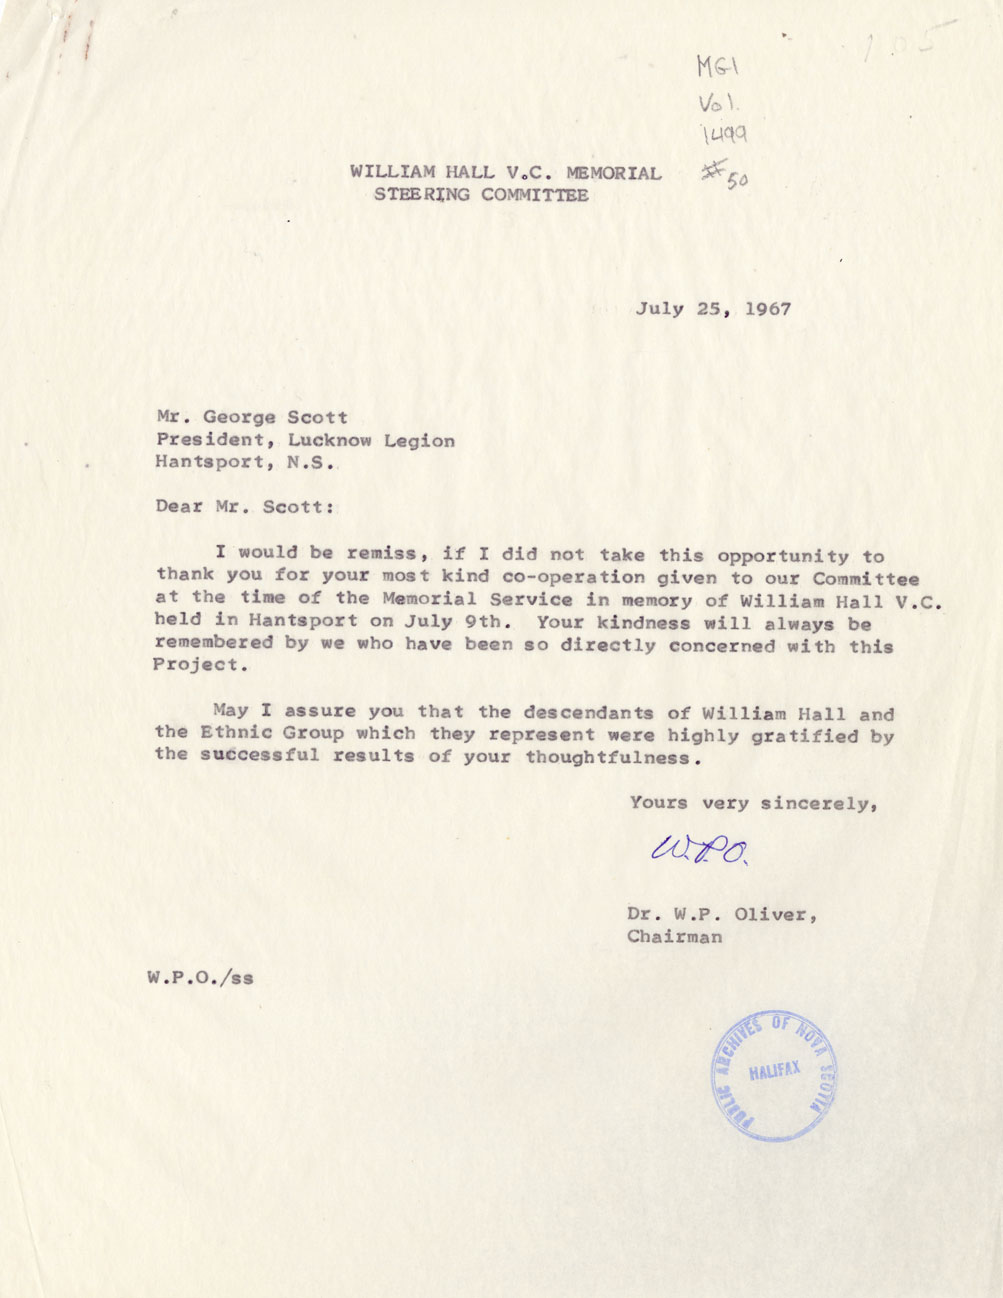 105
MG1
Vol.
1499
#50
WILLIAM HALL V.C. MEMORIAL
STEERING COMMITTEE
July 25, 1967
Mr. George Scott
President, Lucknow Legion
Hantsport, N.S.
Dear Mr. Scott:
I would be remiss, if I did not take this opportunity to
thank you for your most kind co-operation given to our Committee
at the time of the Memorial Service in memory of William Hall V.C.
held in Hantsport on July 9th. Your kindness will always be
remembered by we who have been so directly concerned with this
Project.
May I assure you that the descendants of William Hall and
the Ethnic Group which they represent were highly gratified by
the successful results of your thoughtfulness.
Yours very sincerely,
W.P.O.
Dr. W.P. Oliver,
Chairman
W.P.O./ss
PUBLIC ARCHIVES OF NOVA SCOTIA
HALIFAX